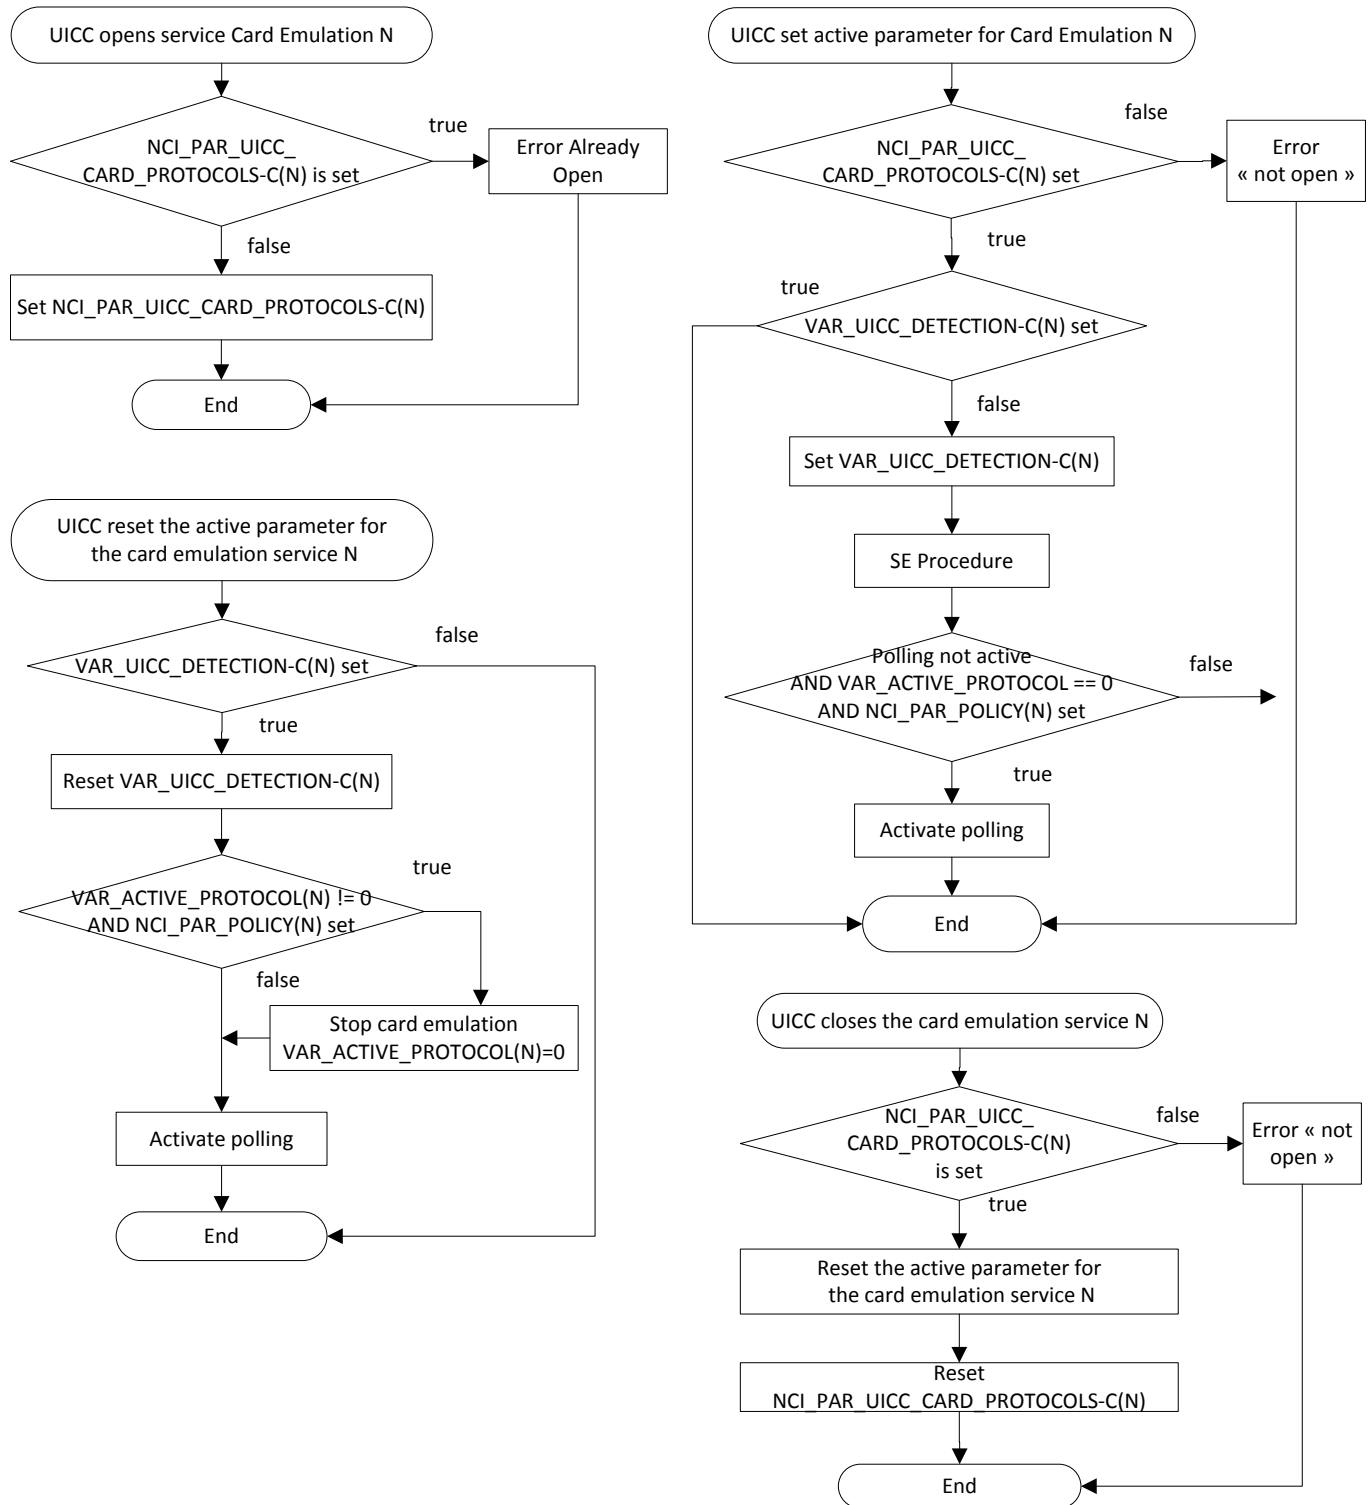 UICC opens service Card Emulation N
NCI_PAR_UICC_
CARD_PROTOCOLS-C(N) is set
true
Error Already
Open
false
Set NCI_PAR_UICC_CARD_PROTOCOLS-C(N)
End
UICC set active parameter for Card Emulation N
NCI_PAR_UICC_
CARD_PROTOCOLS-C(N) set
false
Error
« not open »
true
VAR_UICC_DETECTION-C(N) set
true
false
Set VAR_UICC_DETECTION-C(N)
SE Procedure
Polling not active
AND VAR_ACTIVE_PROTOCOL == 0
AND NCI_PAR_POLICY(N) set
false
true
Activate polling
End
UICC reset the active parameter for
the card emulation service N
VAR_UICC_DETECTION-C(N) set
false
true
Reset VAR_UICC_DETECTION-C(N)
VAR_ACTIVE_PROTOCOL(N) != 0
AND NCI_PAR_POLICY(N) set
true
false
Stop card emulation
VAR_ACTIVE_PROTOCOL(N)=0
Activate polling
End
UICC closes the card emulation service N
NCI_PAR_UICC_
CARD_PROTOCOLS-C(N)
is set
false
Error « not
open »
true
Reset the active parameter for
the card emulation service N
Reset
NCI_PAR_UICC_CARD_PROTOCOLS-C(N)
End